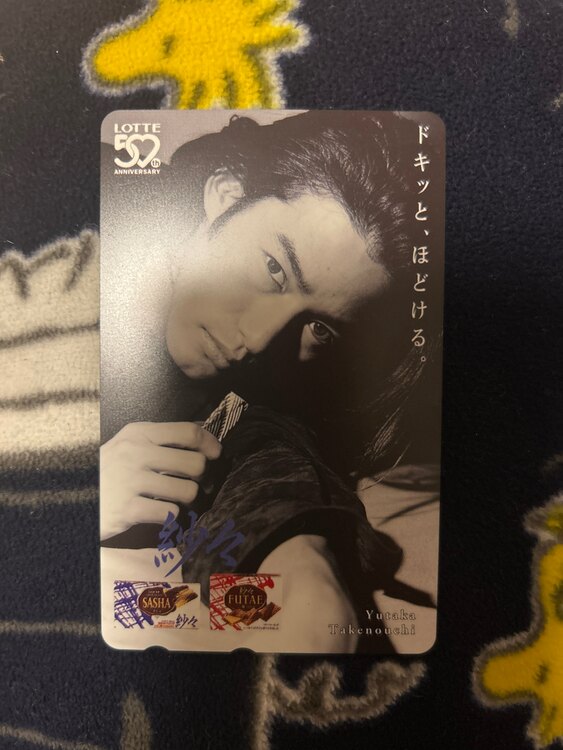 LOTTE
50th
ANNIVERSARY
ドキッと、ほどける。
紗々
SASHA
紗々
FUTAE
Yutaka
Takenouchi